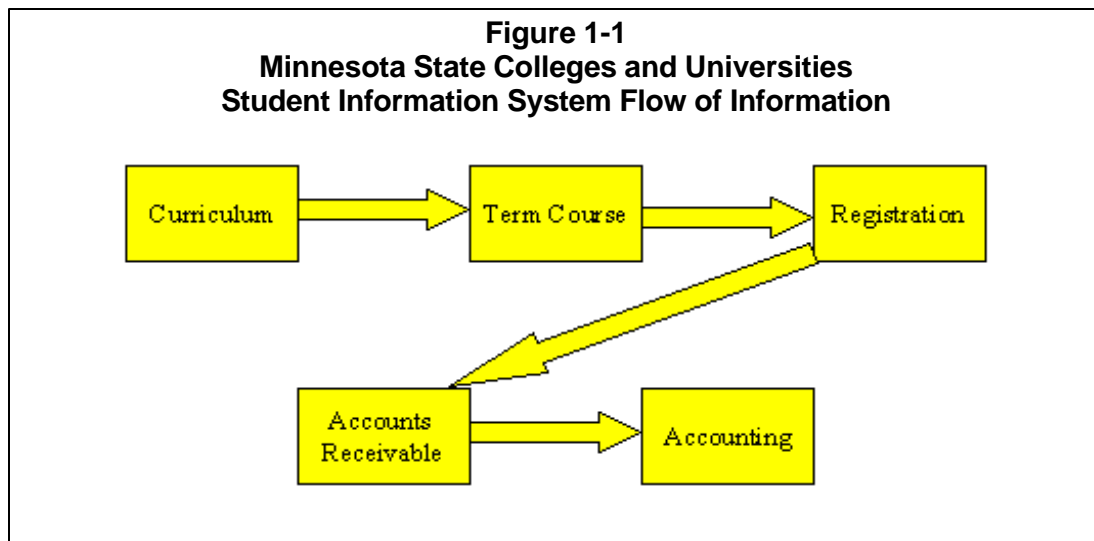 Figure 1-1
Minnesota State Colleges and Universities
Student Information System Flow of Information
Curriculum
Term Course
Registration
Accounts
Receivable
Accounting